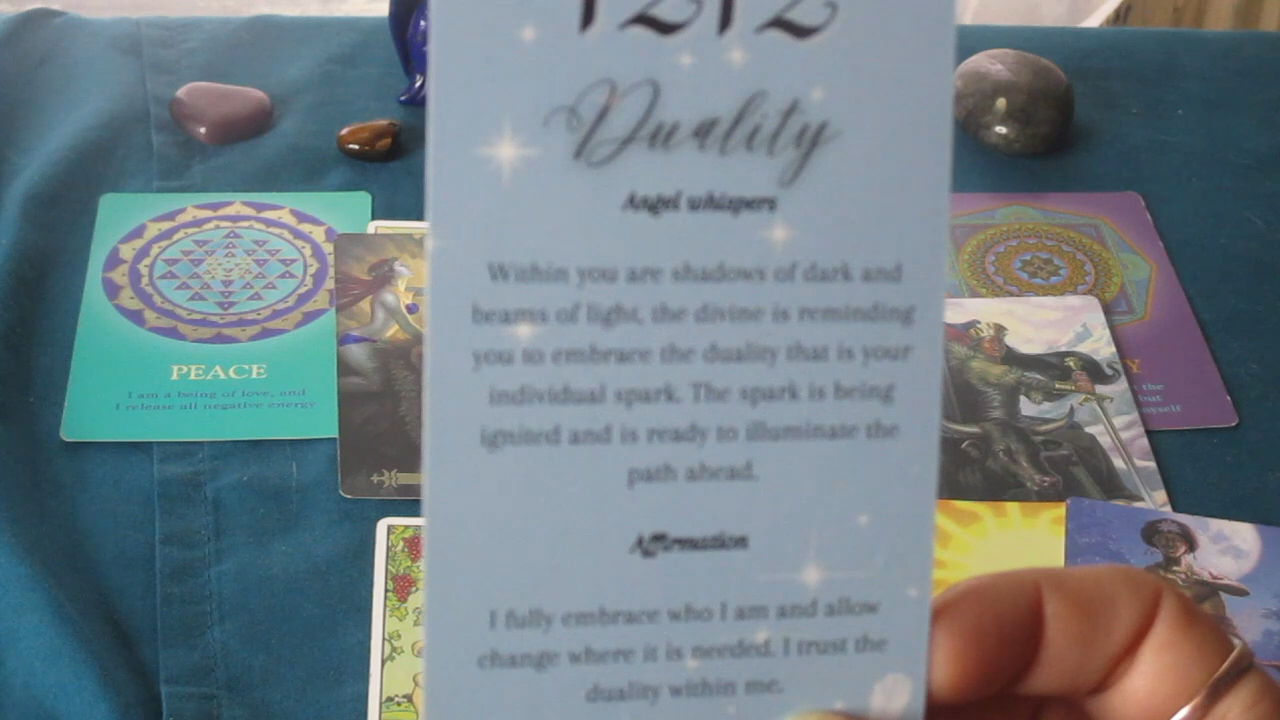 1212
Duality
Angel whispers
Within you are shadows of dark and
beams of light, the divine is reminding
you to embrace the duality that is your
individual spark. The spark is being
ignited and is ready to illuminate the
path ahead.
Affirmation
I fully embrace who I am and allow
change where it is needed. I trust the
duality within me.
PEACE
I am a being of love, and
I release all negative energy
Y
the
but
myself